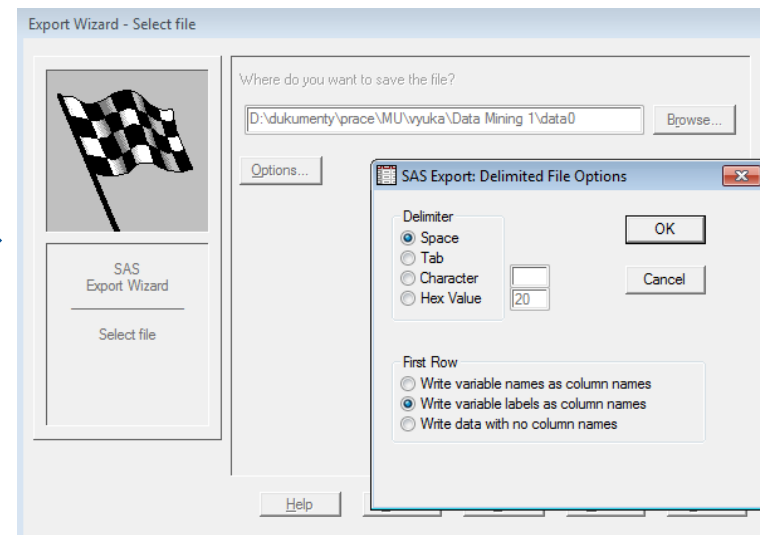 Export Wizard - Select file
Where do you want to save the file?
D:\dukumenty\prace\MU\vyuka\Data Mining 1\data0
Browse...
Options...
SAS Export: Delimited File Options
Delimiter
Space
Tab
Character
Hex Value
20
OK
Cancel
SAS
Export Wizard
Select file
First Row
Write variable names as column names
Write variable labels as column names
Write data with no column names
Help